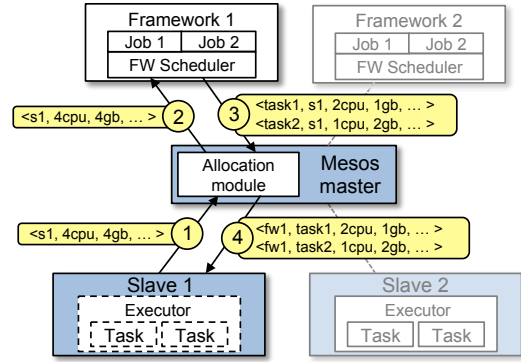 Framework 1
Job 1 Job 2
FW Scheduler
Framework 2
Job 1 Job 2
FW Scheduler
<s1, 4cpu, 4gb, … >
2
3
<task1, s1, 2cpu, 1gb, … >
<task2, s1, 1cpu, 2gb, … >
Allocation
module
Mesos
master
<s1, 4cpu, 4gb, … >
1
4
<fw1, task1, 2cpu, 1gb, … >
<fw1, task2, 1cpu, 2gb, … >
Slave 1
Executor
Task Task
Slave 2
Executor
Task Task